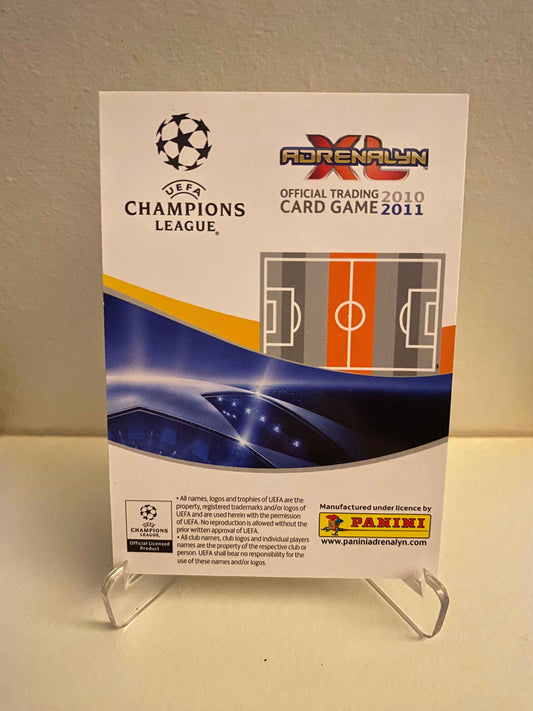 UEFA
CHAMPIONS
LEAGUE®
ADRENALYN XL
OFFICIAL TRADING 2010
CARD GAME 2011
UEFA
CHAMPIONS
LEAGUE
Official Licensed
Product
• All names, logos and trophies of UEFA are the
property, registered trademarks and/or logos of
UEFA and are used herein with the permission
of UEFA. No reproduction is allowed without the
prior written approval of UEFA.
• All club names, club logos and individual players
names are the property of the respective club or
person. UEFA shall bear no responsibility for the
use of these names and/or logos.
Manufactured under licence by
PANINI
www.paniniadrenalyn.com